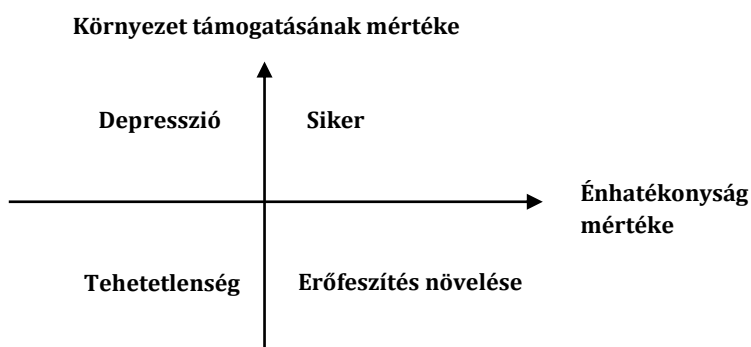 Környezet támogatásának mértéke
Depresszió
Siker
Énhatékonyság
mértéke
Tehetetlenség
Erőfeszítés növelése